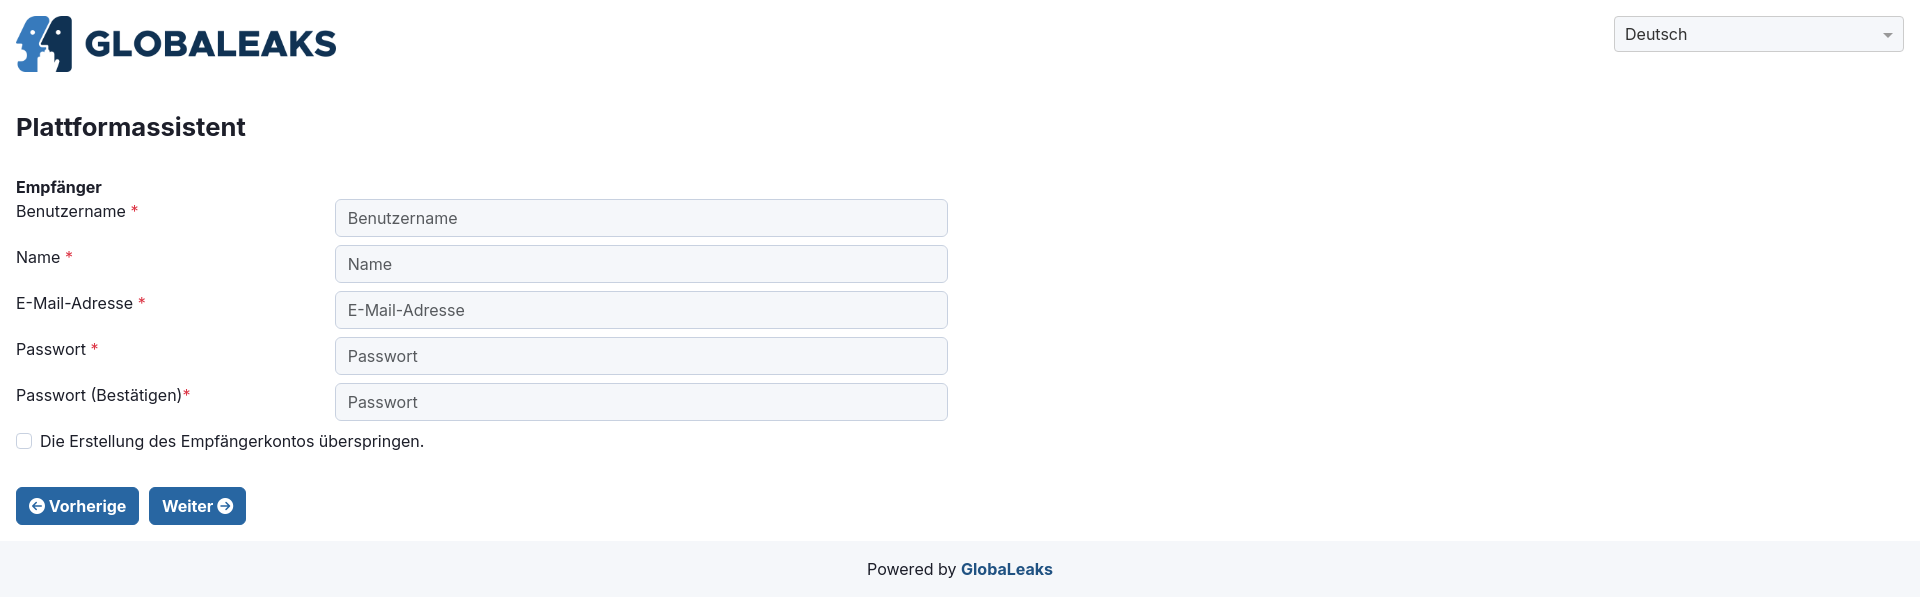 GLOBALEAKS
Deutsch
Plattformassistent
Empfänger
Benutzername *
Benutzername
Name *
Name
E-Mail-Adresse *
E-Mail-Adresse
Passwort *
Passwort
Passwort (Bestätigen)*
Passwort
Die Erstellung des Empfängerkontos überspringen.
Vorherige
Weiter
Powered by GlobaLeaks